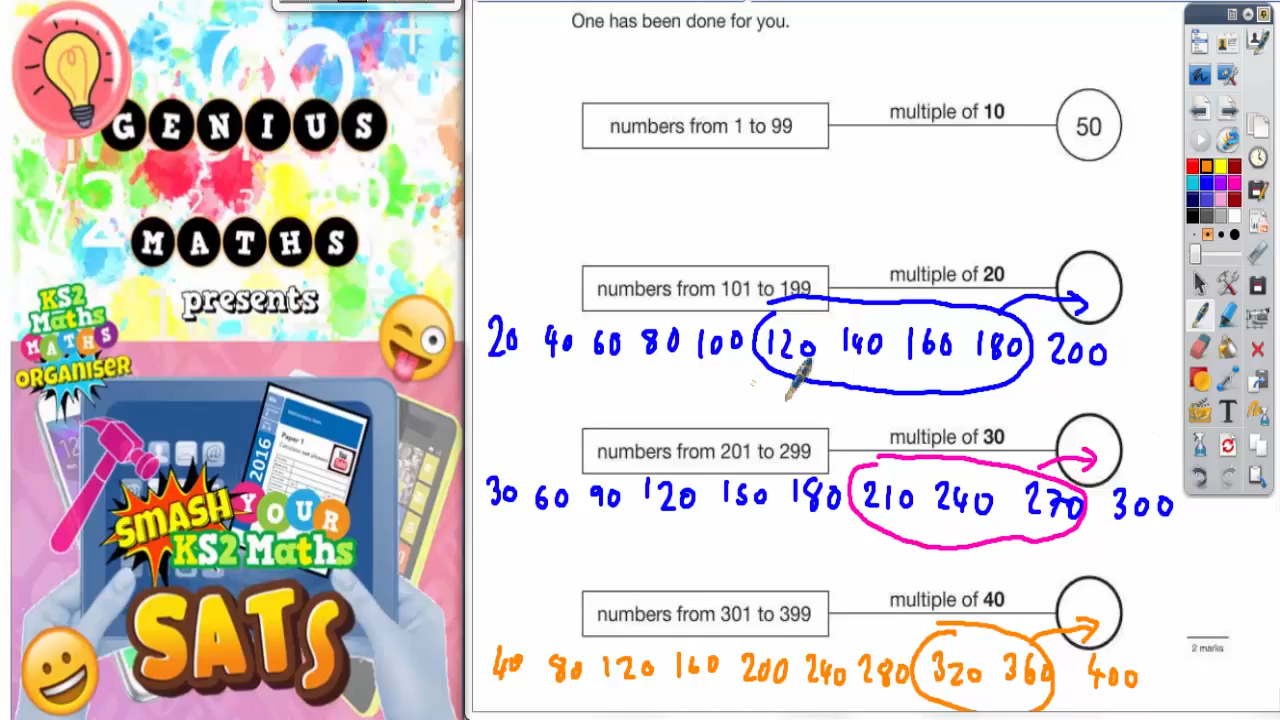 GENIUS
MATHS
presents
KS2
Maths
MATHS
ORGANISER
2016
Paper 1
SMASH YOUR
KS2 Maths
SATS
One has been done for you.
numbers from 1 to 99 multiple of 10 50
numbers from 101 to 199 multiple of 20
20 40 60 80 100 120 140 160 180 200
numbers from 201 to 299 multiple of 30
30 60 90 120 150 180 210 240 270 300
numbers from 301 to 399 multiple of 40
40 80 120 160 200 240 280 320 360 400
2 marks